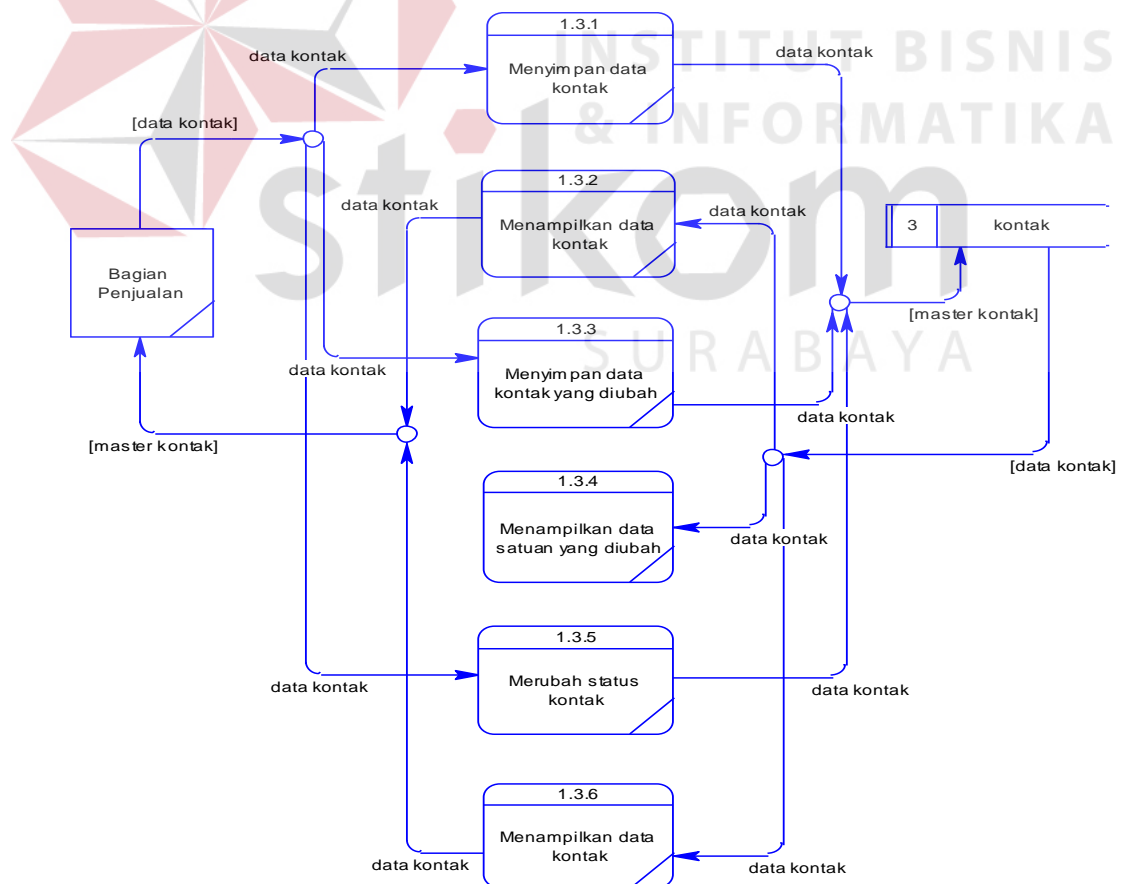 INSTITUT BISNIS
& INFORMATIKA
stikom
SURABAYA
1.3.1
Menyimpan data
kontak
data kontak
data kontak
[data kontak]
1.3.2
Menampilkan data
kontak
data kontak
data kontak
3
kontak
Bagian
Penjualan
[master kontak]
1.3.3
Menyimpan data
kontak yang diubah
data kontak
data kontak
[master kontak]
[data kontak]
1.3.4
Menampilkan data
satuan yang diubah
data kontak
1.3.5
Merubah status
kontak
data kontak
data kontak
1.3.6
Menampilkan data
kontak
data kontak
data kontak